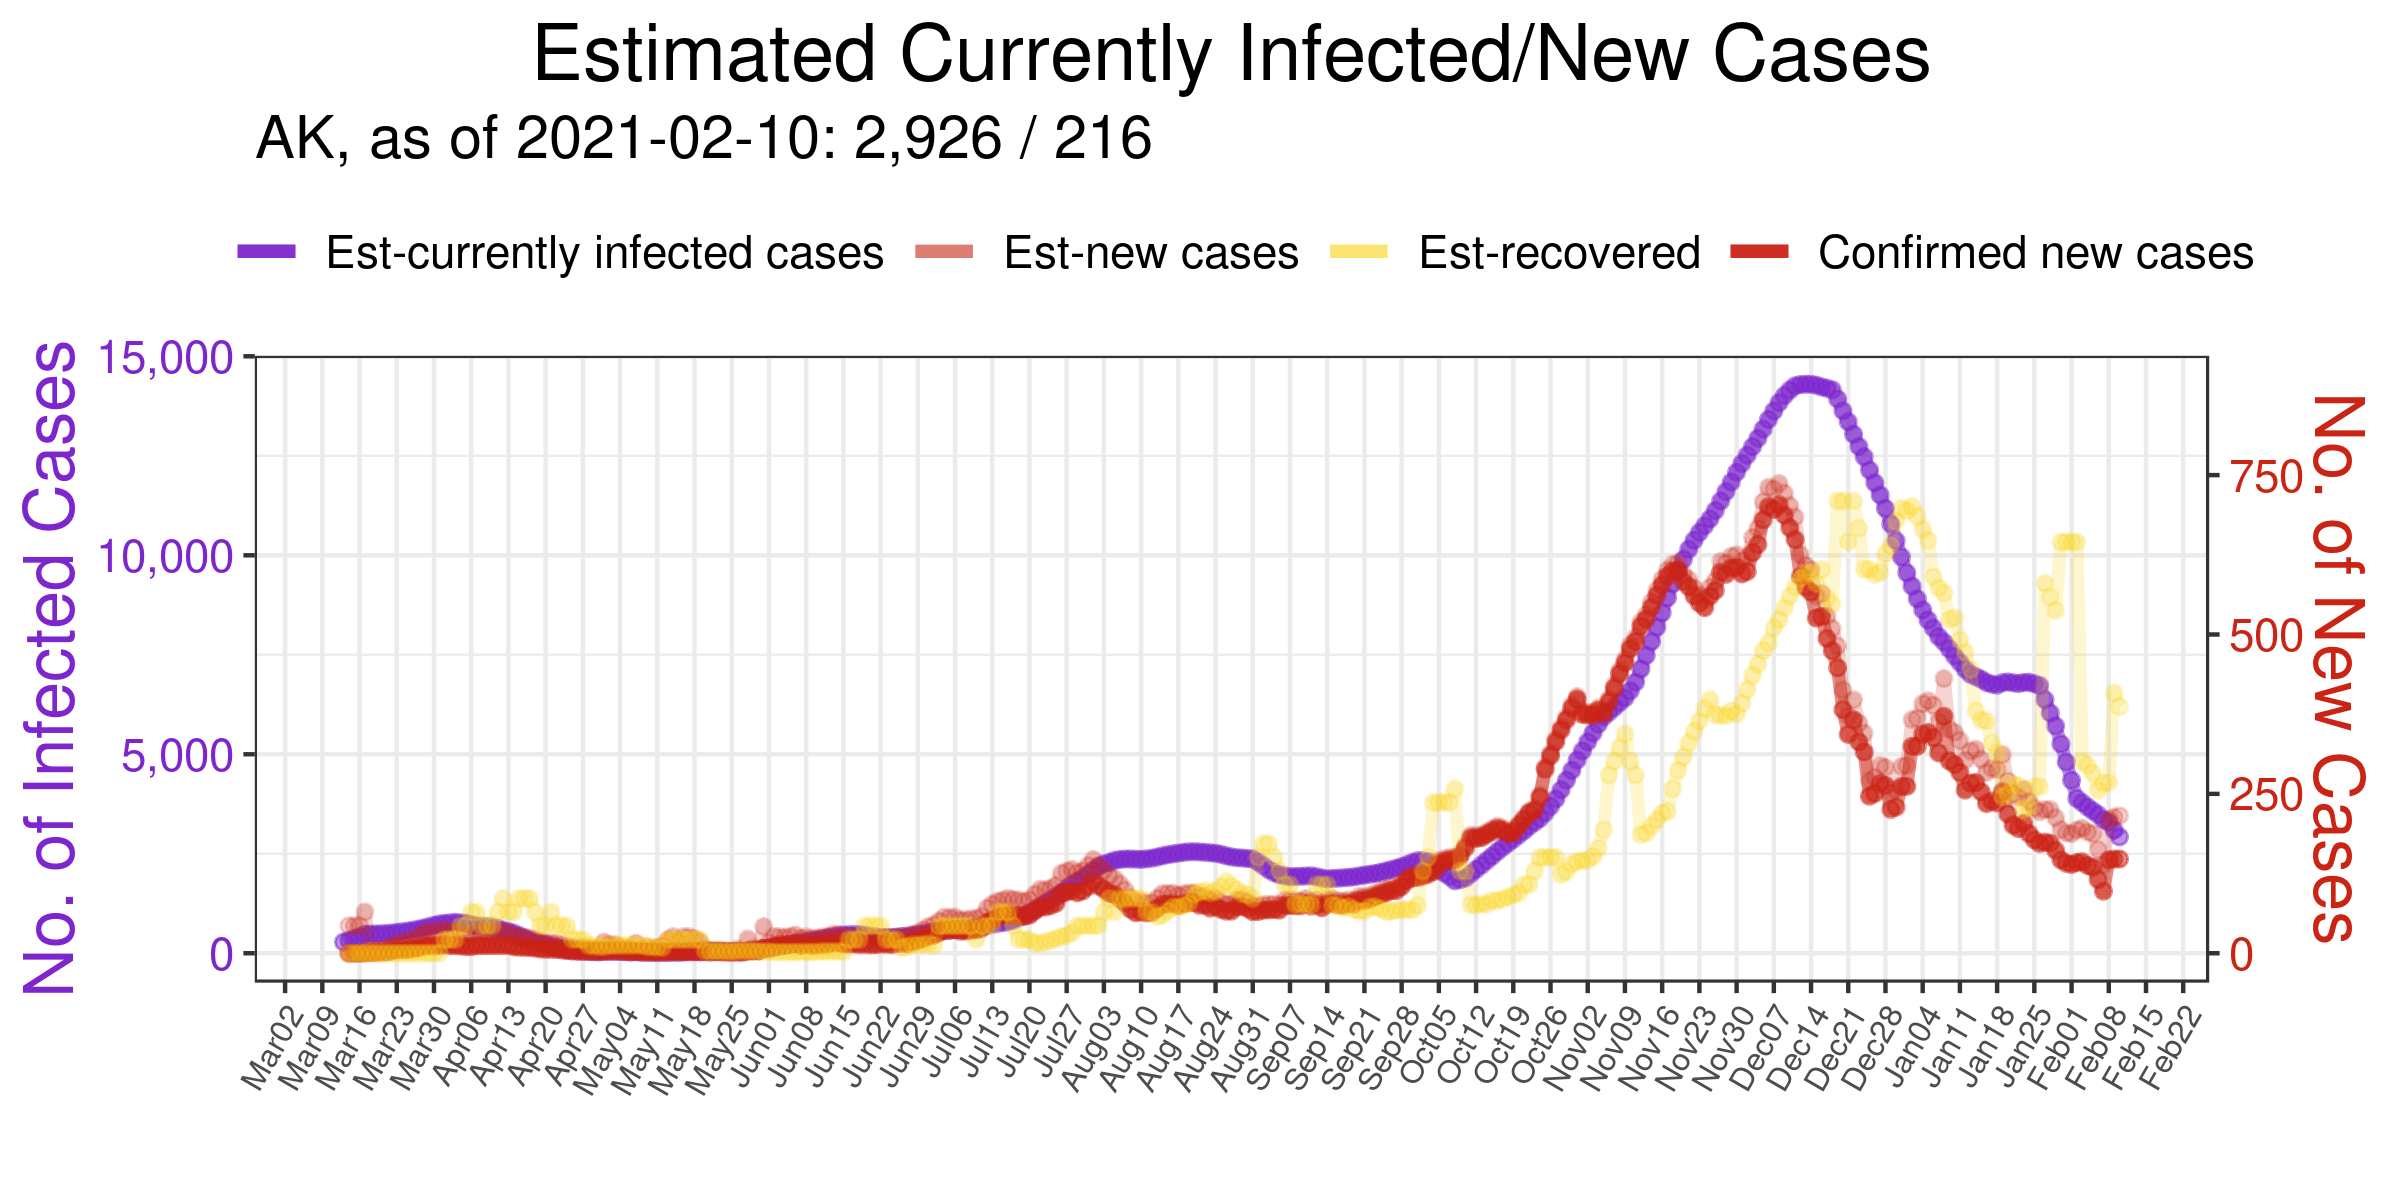 Estimated Currently Infected/New Cases
AK, as of 2021-02-10: 2,926 / 216
Est-currently infected cases Est-new cases Est-recovered Confirmed new cases
No. of Infected Cases
15,000
10,000
5,000
0
No. of New Cases
750
500
250
0
Mar02 Mar09 Mar16 Mar23 Mar30 Apr06 Apr13 Apr20 Apr27 May04 May11 May18 May25 Jun01 Jun08 Jun15 Jun22 Jun29 Jul06 Jul13 Jul20 Jul27 Aug03 Aug10 Aug17 Aug24 Aug31 Sep07 Sep14 Sep21 Sep28 Oct05 Oct12 Oct19 Oct26 Nov02 Nov09 Nov16 Nov23 Nov30 Dec07 Dec14 Dec21 Dec28 Jan04 Jan11 Jan18 Jan25 Feb01 Feb08 Feb15 Feb22